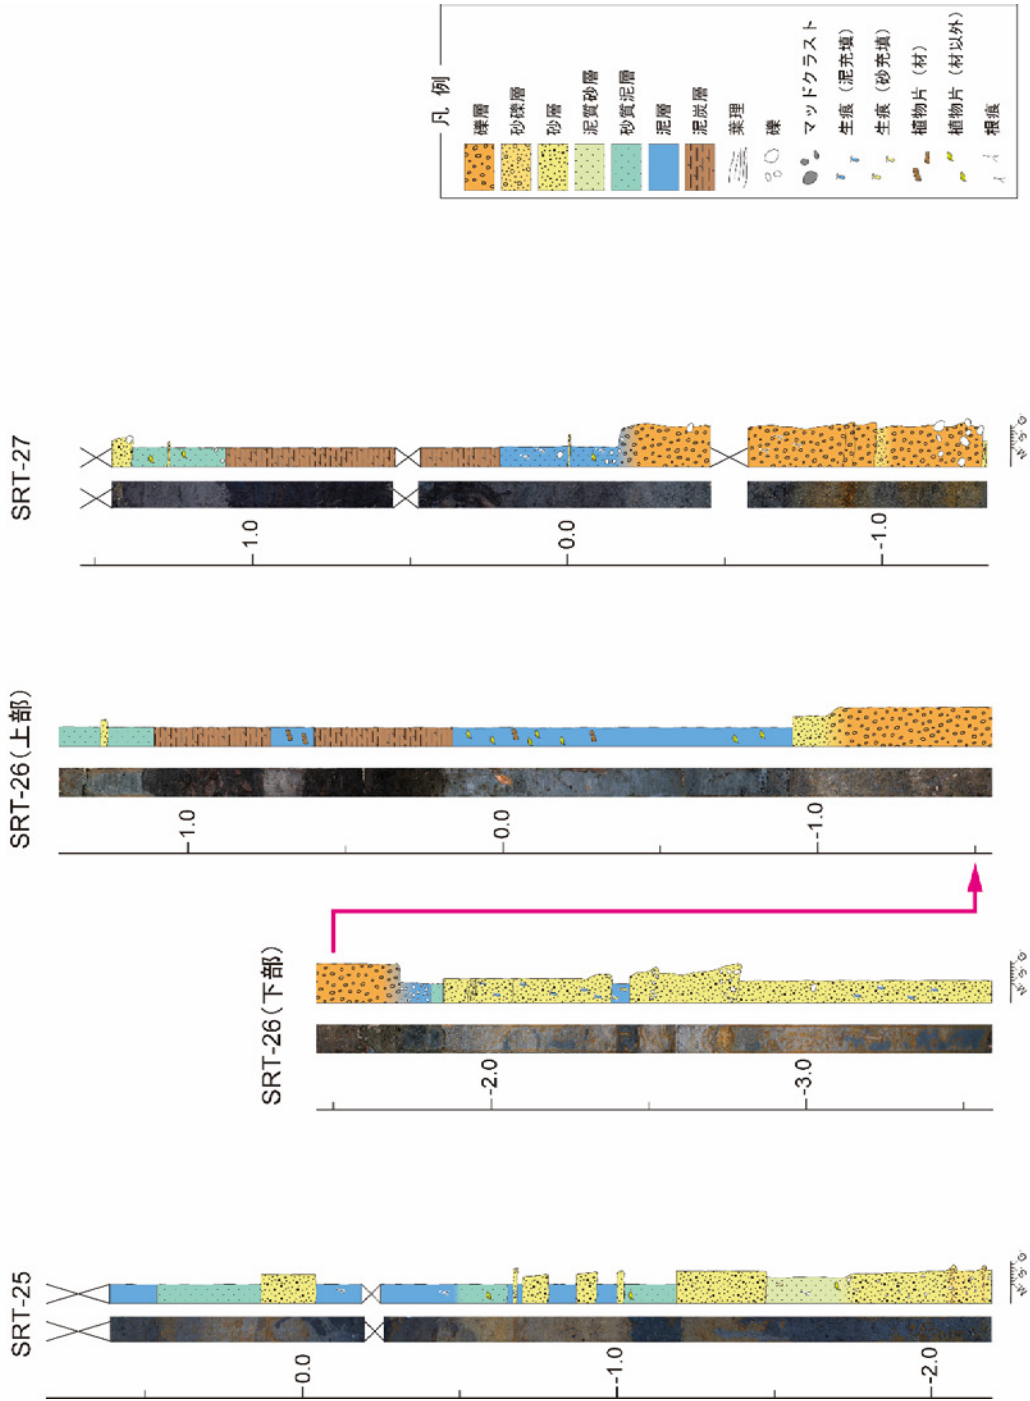 SRT-25
0.0
-1.0
-2.0
M. S. G.
SRT-26(下部)
-2.0
-3.0
M. S. G.
SRT-26(上部)
1.0
0.0
-1.0
SRT-27
1.0
0.0
-1.0
M. S. G.
凡 例
礫層
砂礫層
砂層
泥質砂層
砂質泥層
泥層
泥炭層
葉理
礫
マッドクラスト
生痕(泥充填)
生痕(砂充填)
植物片(材)
植物片(材以外)
根痕